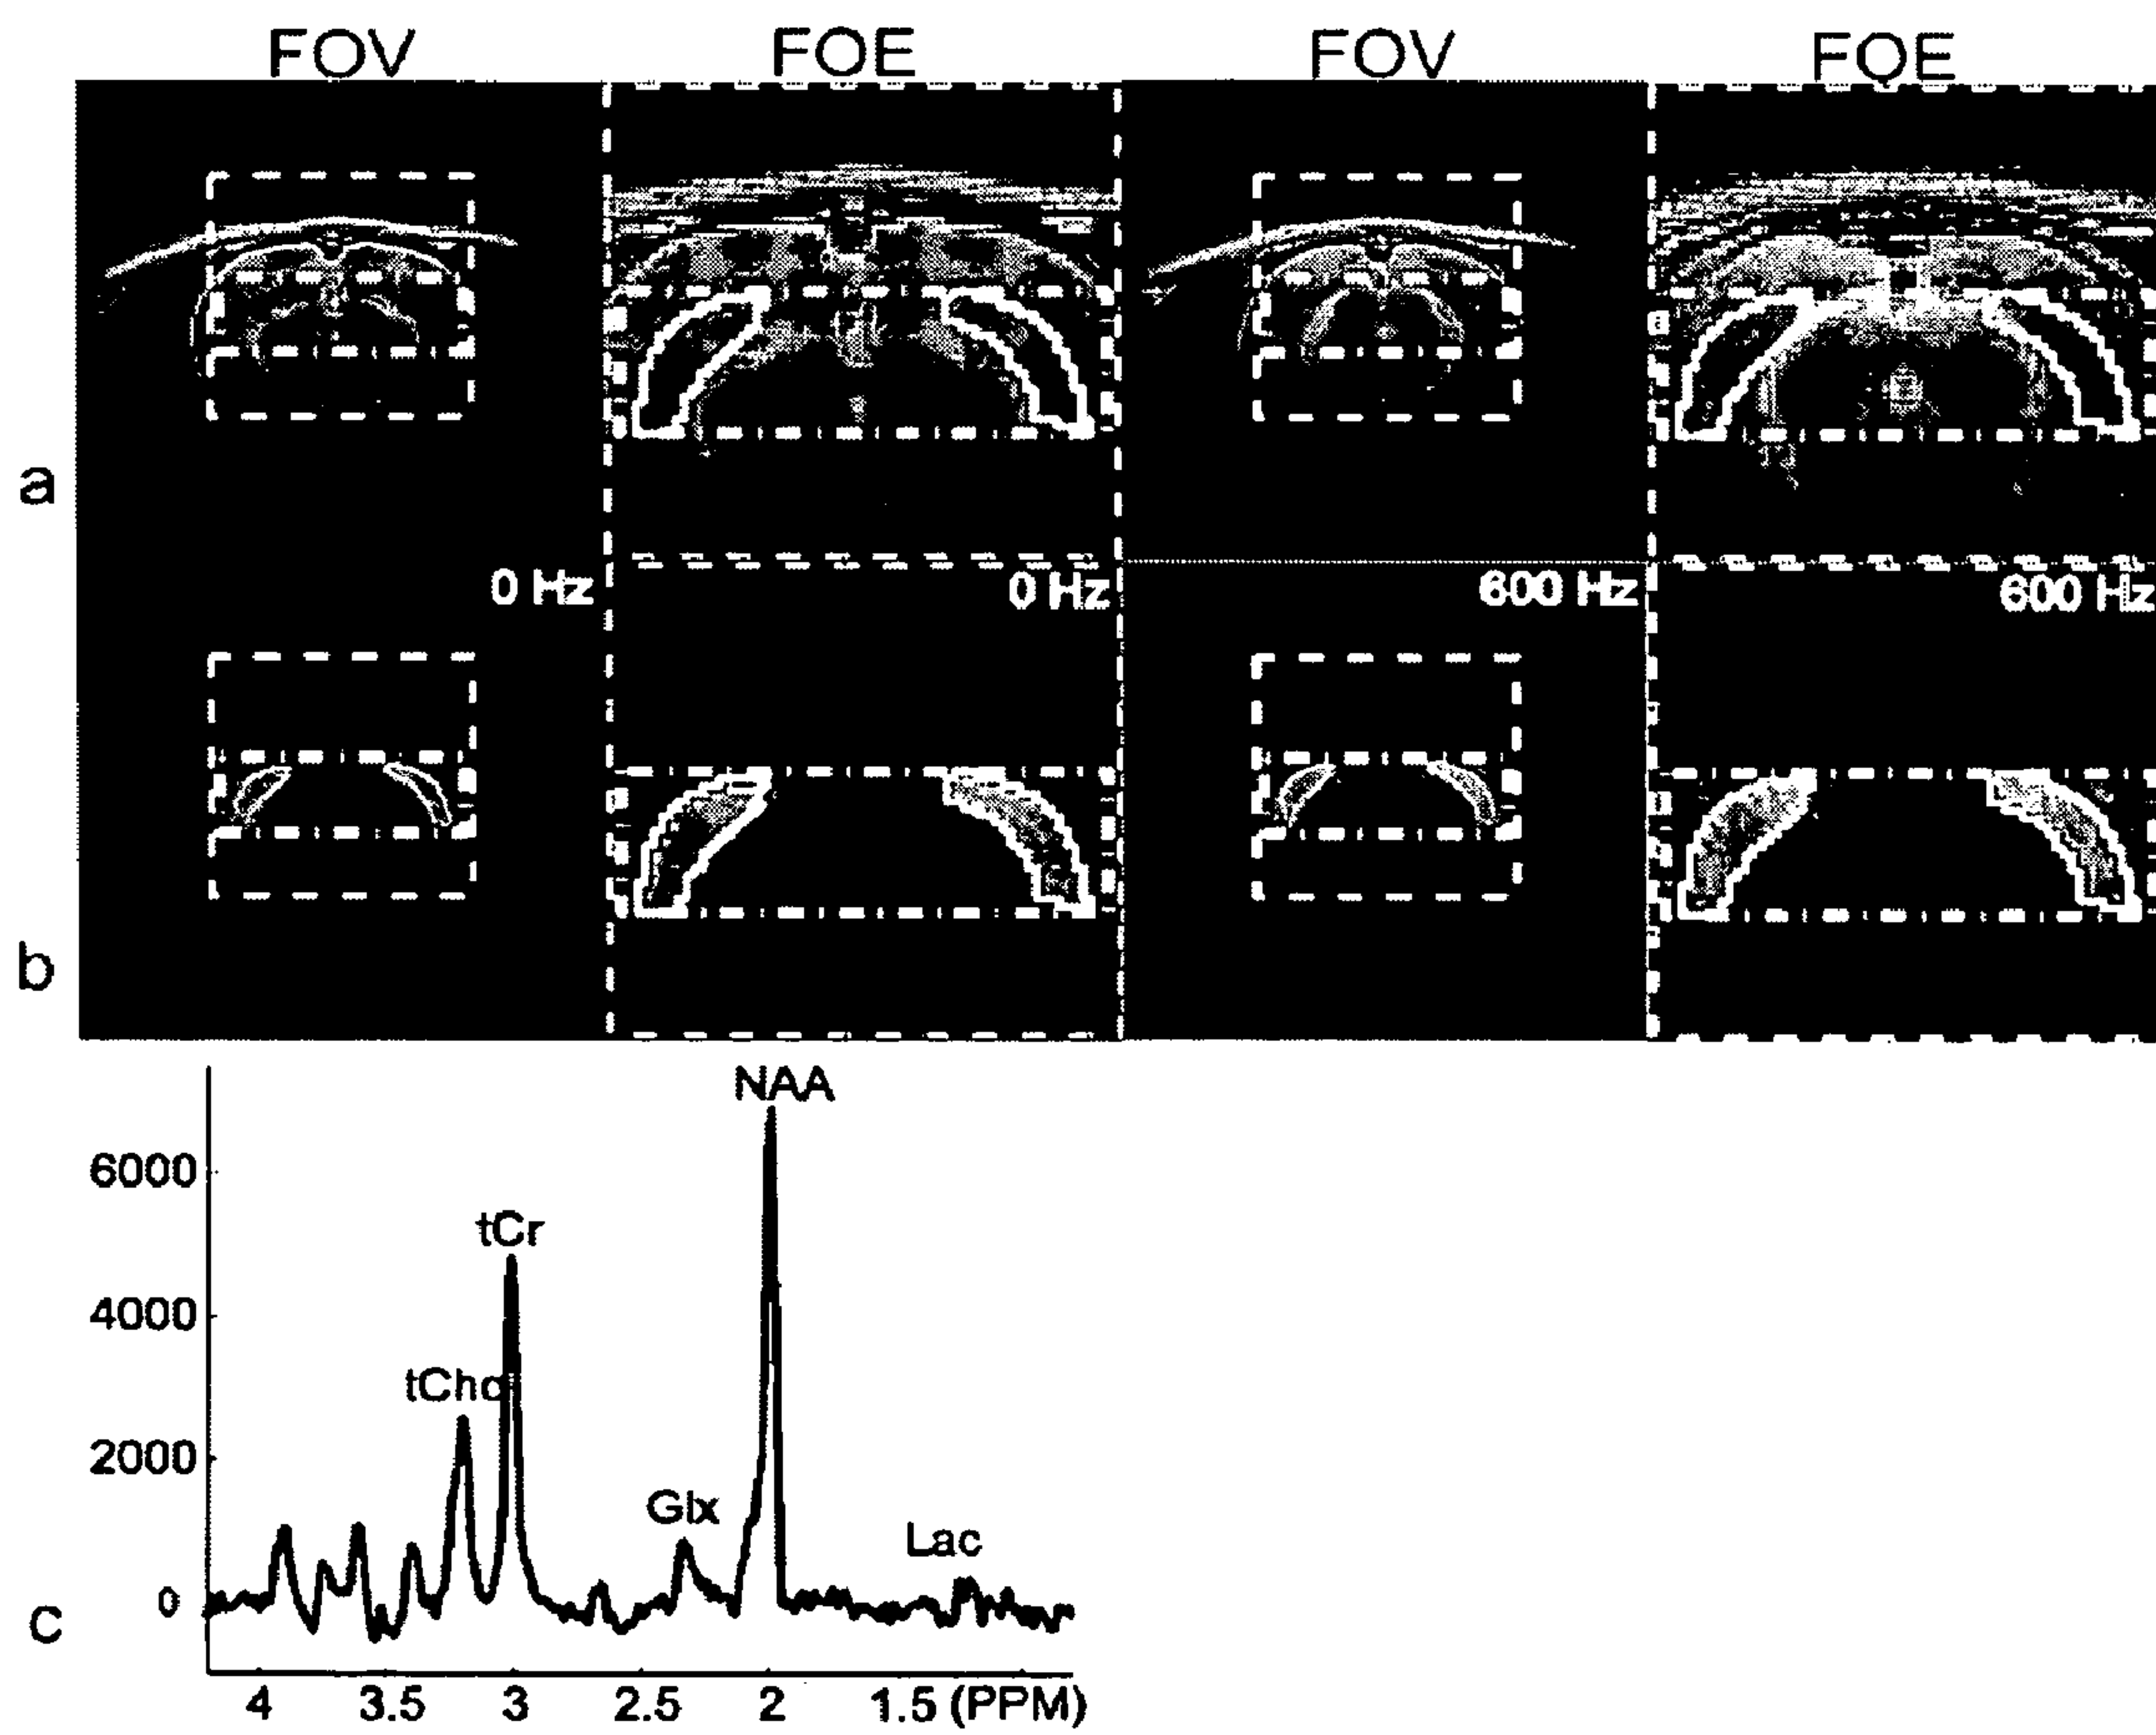 FOV FOE FOV FOE
a
0 Hz 0 Hz 600 Hz 600 Hz
b
NAA
6000
tCr
4000
tCho
2000
Glx
Lac
0
c
4 3.5 3 2.5 2 1.5 (PPM)